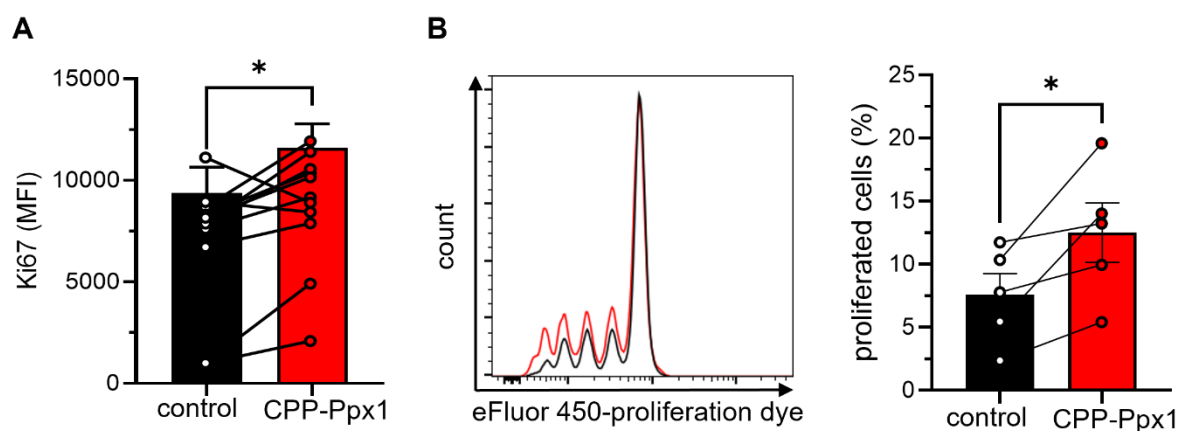 A
Ki67 (MFI)
15000
10000
5000
0
*
control
CPP-Ppx1
B
count
eFluor 450-proliferation dye
proliferated cells (%)
25
20
15
10
5
0
*
control
CPP-Ppx1